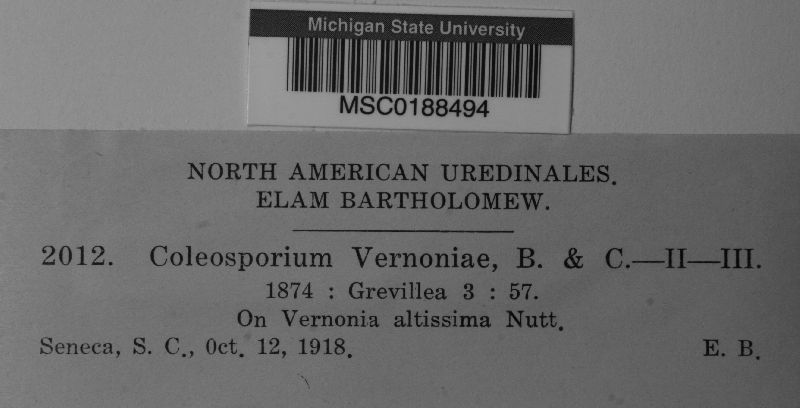 Michigan State University
MSC0188494
NORTH AMERICAN UREDINALES.
ELAM BARTHOLOMEW.
2012. Coleosporium Vernoniae, B. & C.—II—III.
1874 : Grevillea 3 : 57.
On Vernonia altissima Nutt.
Seneca, S. C., Oct. 12, 1918. E. B.